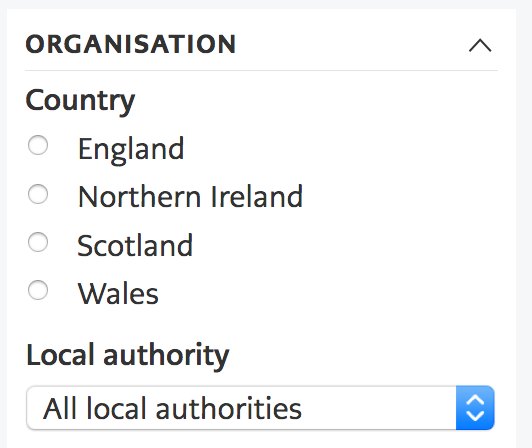 ORGANISATION
Country
England
Northern Ireland
Scotland
Wales
Local authority
All local authorities